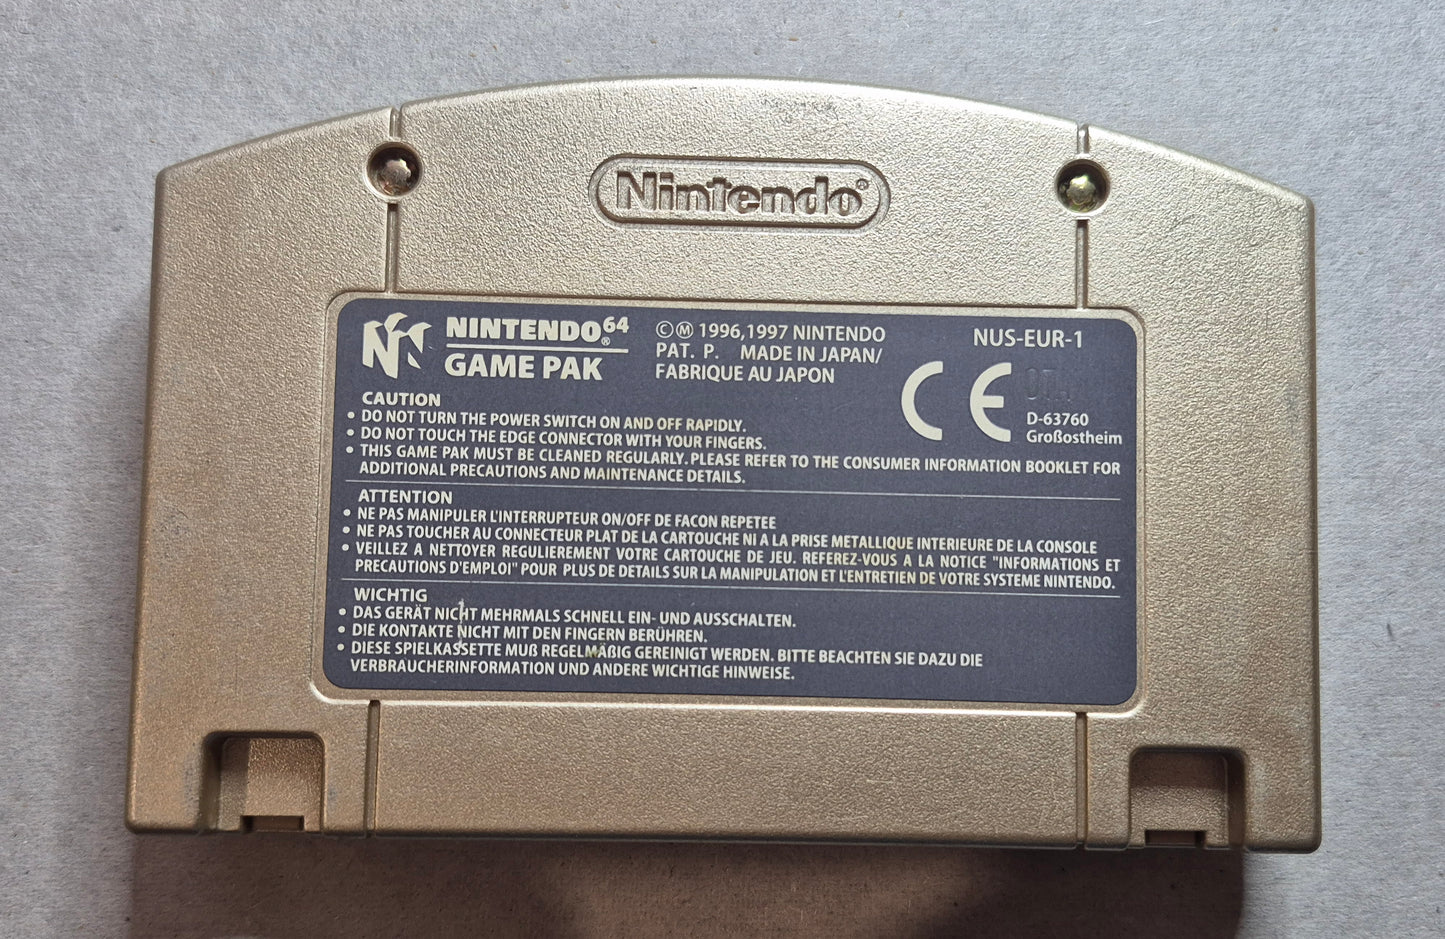 Nintendo®
NINTENDO⁶⁴®
GAME PAK
©Ⓜ 1996,1997 NINTENDO
PAT. P. MADE IN JAPAN/
FABRIQUE AU JAPON
NUS-EUR-1
CE
D-63760
Großostheim
CAUTION
• DO NOT TURN THE POWER SWITCH ON AND OFF RAPIDLY.
• DO NOT TOUCH THE EDGE CONNECTOR WITH YOUR FINGERS.
• THIS GAME PAK MUST BE CLEANED REGULARLY. PLEASE REFER TO THE CONSUMER INFORMATION BOOKLET FOR
ADDITIONAL PRECAUTIONS AND MAINTENANCE DETAILS.
ATTENTION
• NE PAS MANIPULER L'INTERRUPTEUR ON/OFF DE FACON REPETEE
• NE PAS TOUCHER AU CONNECTEUR PLAT DE LA CARTOUCHE NI A LA PRISE METALLIQUE INTERIEURE DE LA CONSOLE
• VEILLEZ A NETTOYER REGULIEREMENT VOTRE CARTOUCHE DE JEU. REFEREZ-VOUS A LA NOTICE "INFORMATIONS ET
PRECAUTIONS D'EMPLOI" POUR PLUS DE DETAILS SUR LA MANIPULATION ET L'ENTRETIEN DE VOTRE SYSTEME NINTENDO.
WICHTIG
• DAS GERÄT NICHT MEHRMALS SCHNELL EIN- UND AUSSCHALTEN.
• DIE KONTAKTE NICHT MIT DEN FINGERN BERÜHREN.
• DIESE SPIELKASSETTE MUß REGELMÄßIG GEREINIGT WERDEN. BITTE BEACHTEN SIE DAZU DIE
VERBRAUCHERINFORMATION UND ANDERE WICHTIGE HINWEISE.